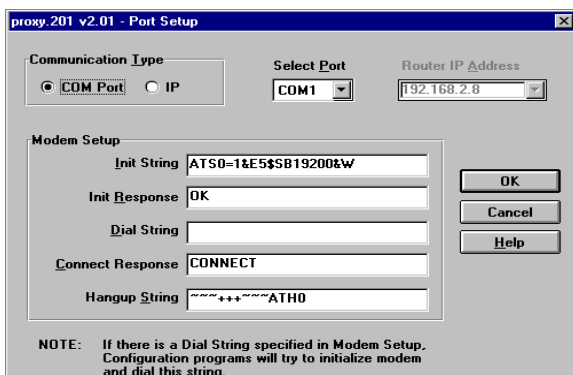 proxy.201 v2.01 - Port Setup
Communication Type
COM Port
IP
Select Port
COM1
Router IP Address
192.168.2.8
Modem Setup
Init String ATS0=1&E5$SB19200&W
Init Response OK
Dial String
Connect Response CONNECT
Hangup String ~~~+++~~~ATH0
OK
Cancel
Help
NOTE: If there is a Dial String specified in Modem Setup,
Configuration programs will try to initialize modem
and dial this string.